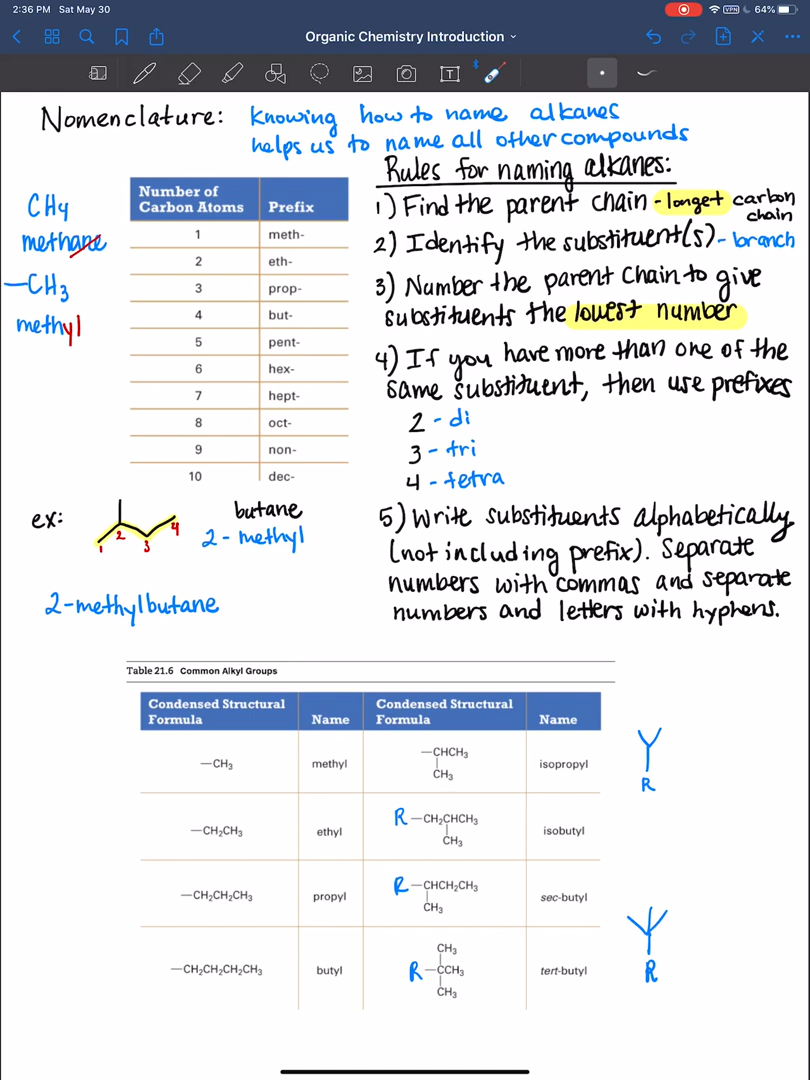 2:36 PM Sat May 30
VPN 64%
Organic Chemistry Introduction
Nomenclature: Knowing how to name alkanes
helps us to name all other compounds
CH4
methane
—CH3
methyl
Number of Carbon Atoms Prefix
1 meth-
2 eth-
3 prop-
4 but-
5 pent-
6 hex-
7 hept-
8 oct-
9 non-
10 dec-
Rules for naming alkanes:
1) Find the parent chain - longet carbon
chain
2) Identify the substituent(s) - branch
3) Number the parent chain to give
substituents the lowest number
4) If you have more than one of the
same substituent, then use prefixes
2 - di
3 - tri
4 - tetra
5) Write substituents alphabetically
(not including prefix). Separate
numbers with commas and separate
numbers and letters with hyphens.
ex:
1 2 3 4
butane
2-methyl
2-methylbutane
Table 21.6 Common Alkyl Groups
Condensed Structural Formula Name Condensed Structural Formula Name
—CH3 methyl —CHCH3 isopropyl
CH3
R
—CH2CH3 ethyl R —CH2CHCH3 isobutyl
CH3
—CH2CH2CH3 propyl R —CHCH2CH3 sec-butyl
CH3
CH3
—CH2CH2CH2CH3 butyl R —CCH3 tert-butyl
CH3
R